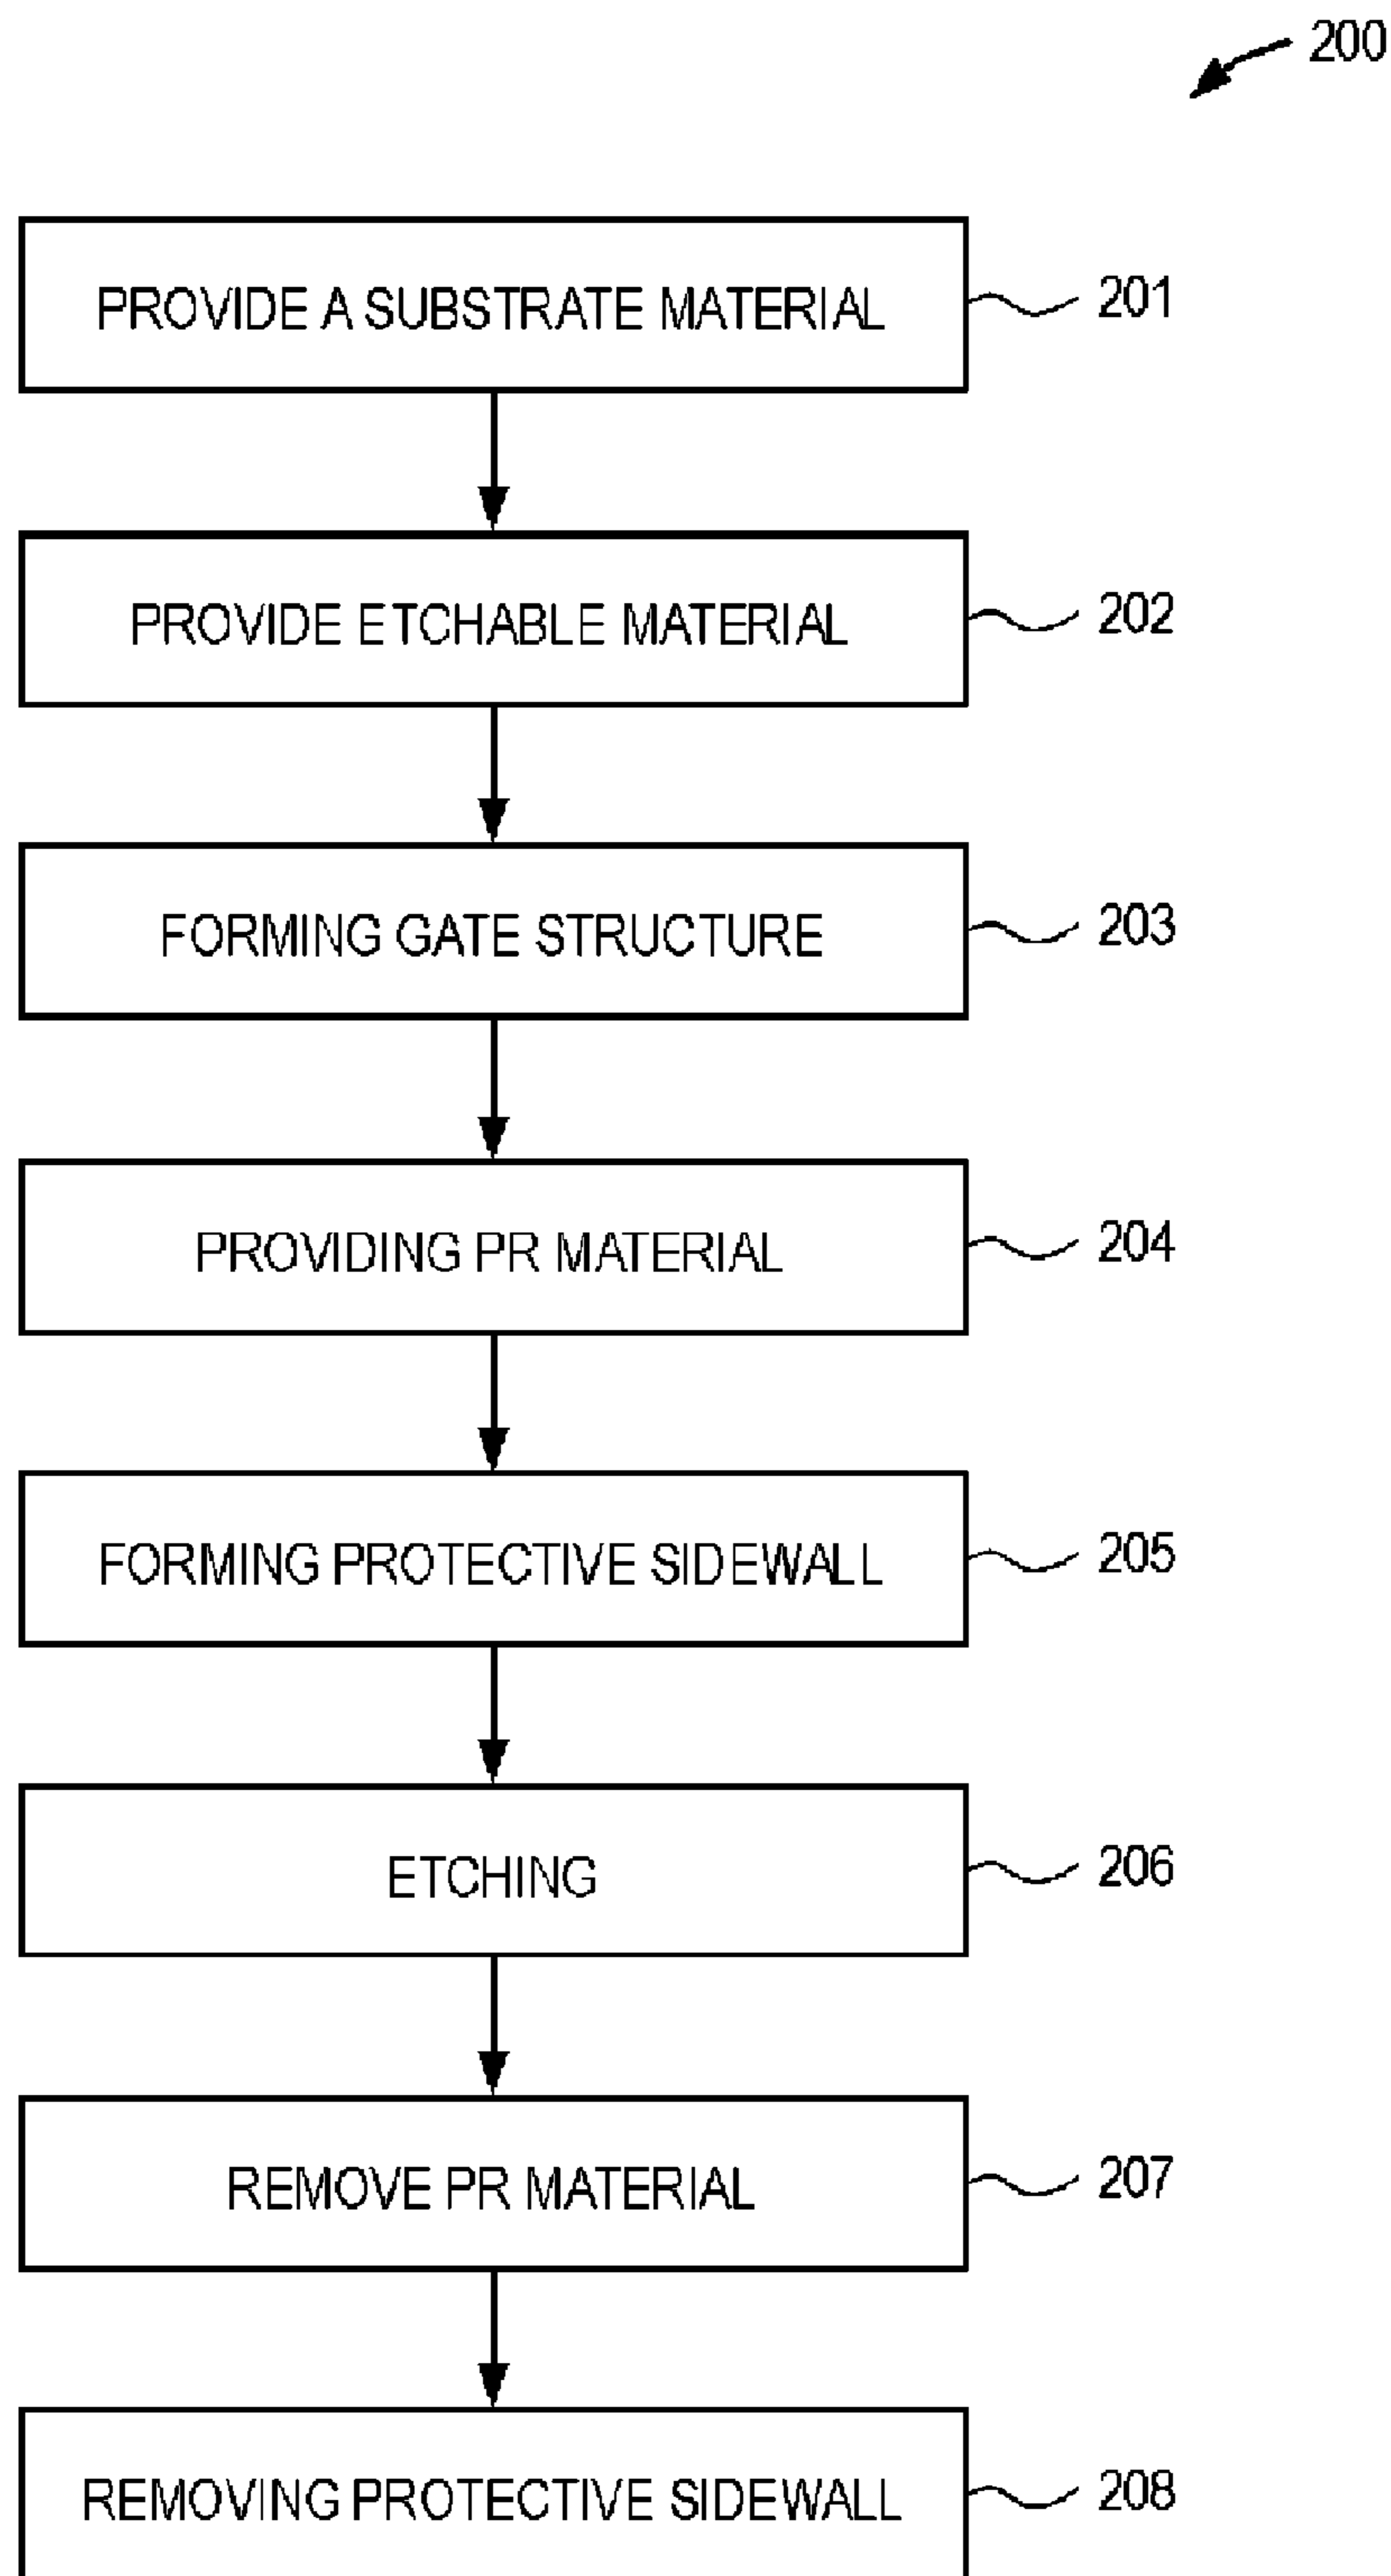 200
PROVIDE A SUBSTRATE MATERIAL 201
PROVIDE ETCHABLE MATERIAL 202
FORMING GATE STRUCTURE 203
PROVIDING PR MATERIAL 204
FORMING PROTECTIVE SIDEWALL 205
ETCHING 206
REMOVE PR MATERIAL 207
REMOVING PROTECTIVE SIDEWALL 208